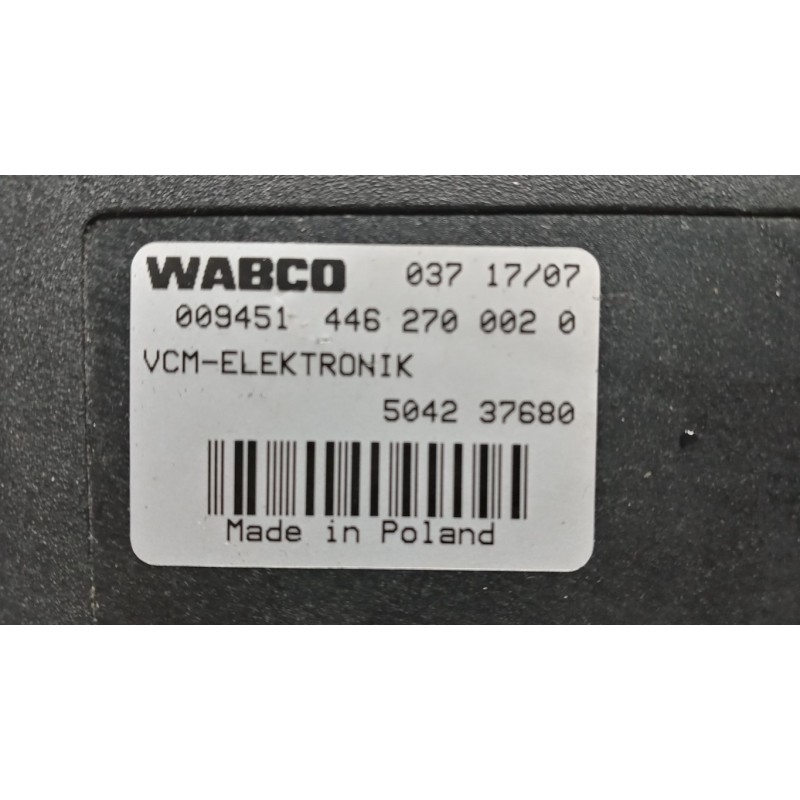 WABCO 037 17/07
009451 446 270 002 0
VCM-ELEKTRONIK
5042 37680
Made in Poland